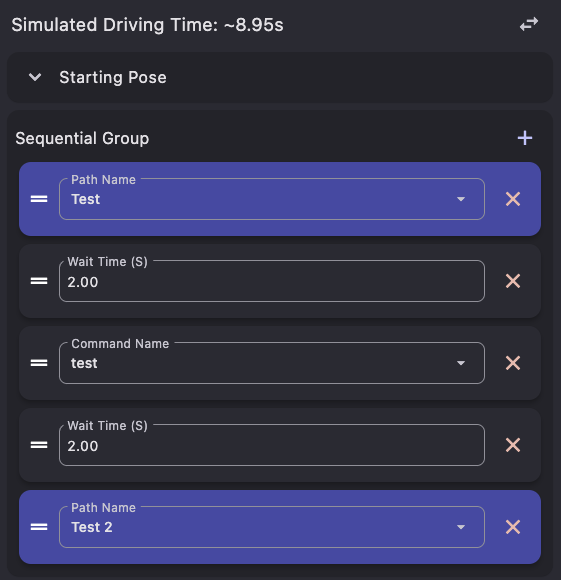 Simulated Driving Time: ~8.95s
Starting Pose
Sequential Group
Path Name
Test
Wait Time (S)
2.00
Command Name
test
Wait Time (S)
2.00
Path Name
Test 2